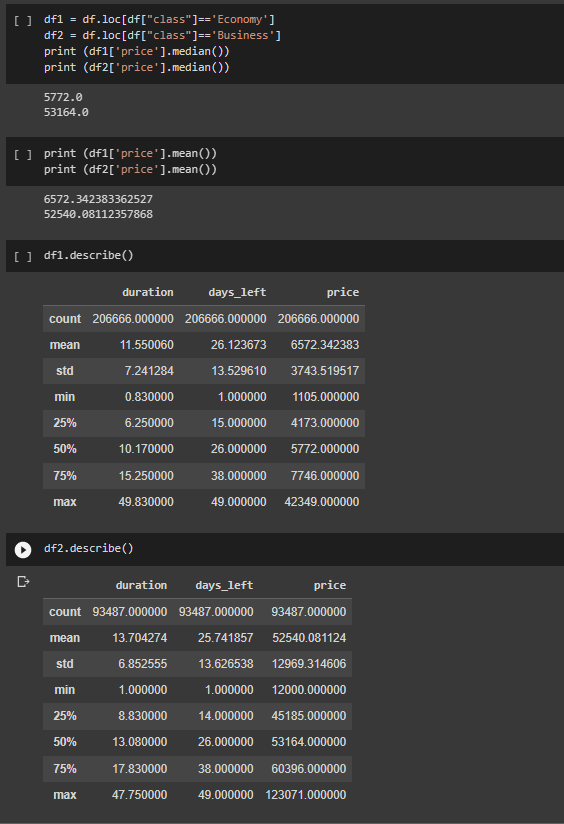 [ ] df1 = df.loc[df["class"]=='Economy']
df2 = df.loc[df["class"]=='Business']
print (df1['price'].median())
print (df2['price'].median())
5772.0
53164.0
[ ] print (df1['price'].mean())
print (df2['price'].mean())
6572.342383362527
52540.08112357868
[ ] df1.describe()
duration days_left price
count 206666.000000 206666.000000 206666.000000
mean 11.550060 26.123673 6572.342383
std 7.241284 13.529610 3743.519517
min 0.830000 1.000000 1105.000000
25% 6.250000 15.000000 4173.000000
50% 10.170000 26.000000 5772.000000
75% 15.250000 38.000000 7746.000000
max 49.830000 49.000000 42349.000000
df2.describe()
duration days_left price
count 93487.000000 93487.000000 93487.000000
mean 13.704274 25.741857 52540.081124
std 6.852555 13.626538 12969.314606
min 1.000000 1.000000 12000.000000
25% 8.830000 14.000000 45185.000000
50% 13.080000 26.000000 53164.000000
75% 17.830000 38.000000 60396.000000
max 47.750000 49.000000 123071.000000